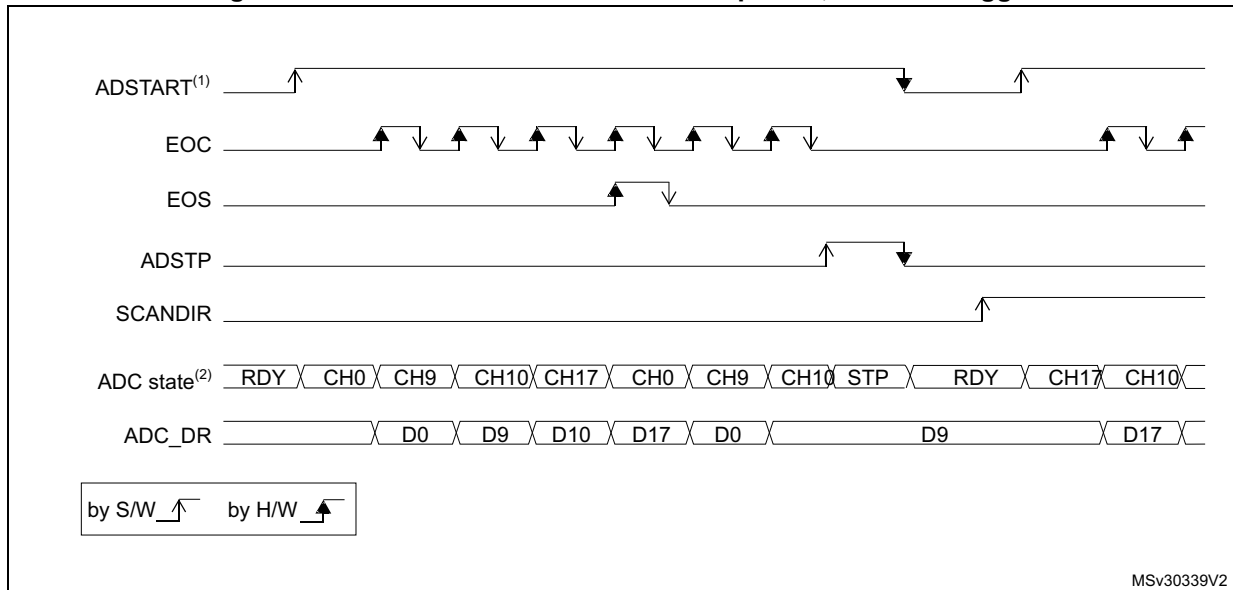 ADSTART(1)
EOC
EOS
ADSTP
SCANDIR
ADC state(2) RDY CH0 CH9 CH10 CH17 CH0 CH9 CH10 STP RDY CH17 CH10
ADC_DR D0 D9 D10 D17 D0 D9 D17
by S/W by H/W
MSv30339V2